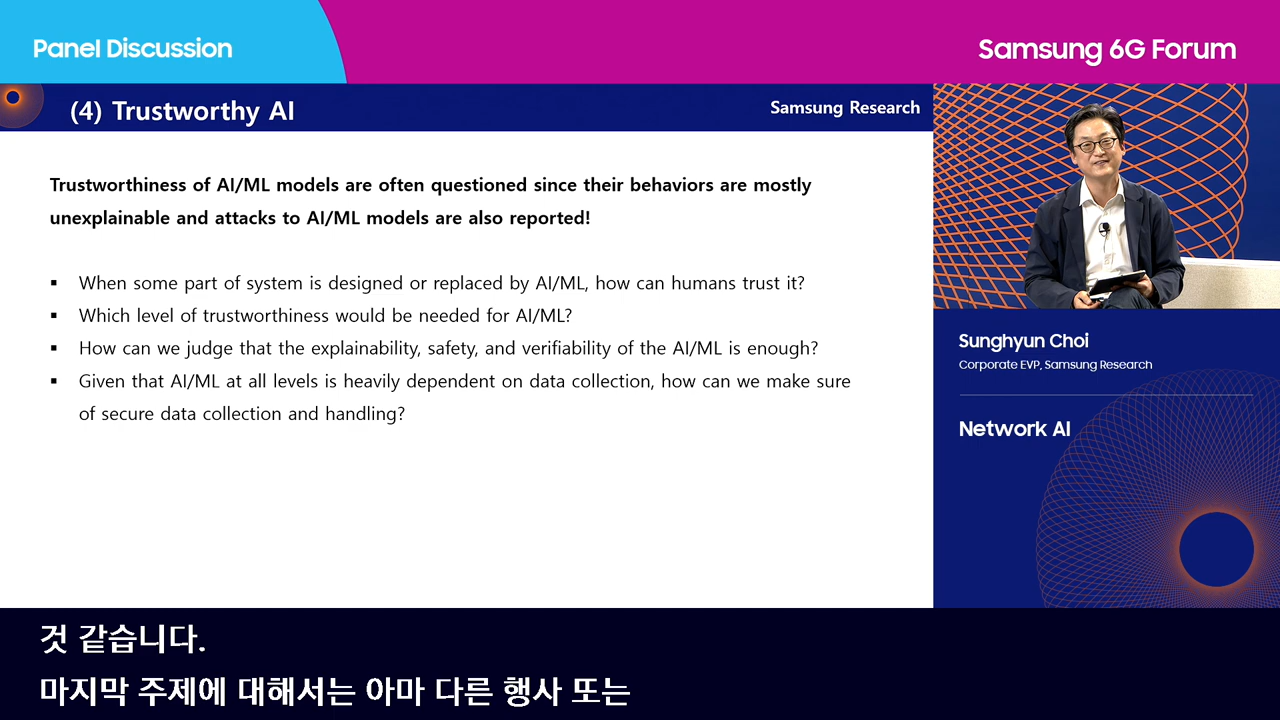 Panel Discussion
Samsung 6G Forum
(4) Trustworthy AI
Samsung Research
Trustworthiness of AI/ML models are often questioned since their behaviors are mostly
unexplainable and attacks to AI/ML models are also reported!
▪ When some part of system is designed or replaced by AI/ML, how can humans trust it?
▪ Which level of trustworthiness would be needed for AI/ML?
▪ How can we judge that the explainability, safety, and verifiability of the AI/ML is enough?
▪ Given that AI/ML at all levels is heavily dependent on data collection, how can we make sure
of secure data collection and handling?
Sunghyun Choi
Corporate EVP, Samsung Research
Network AI
것 같습니다.
마지막 주제에 대해서는 아마 다른 행사 또는